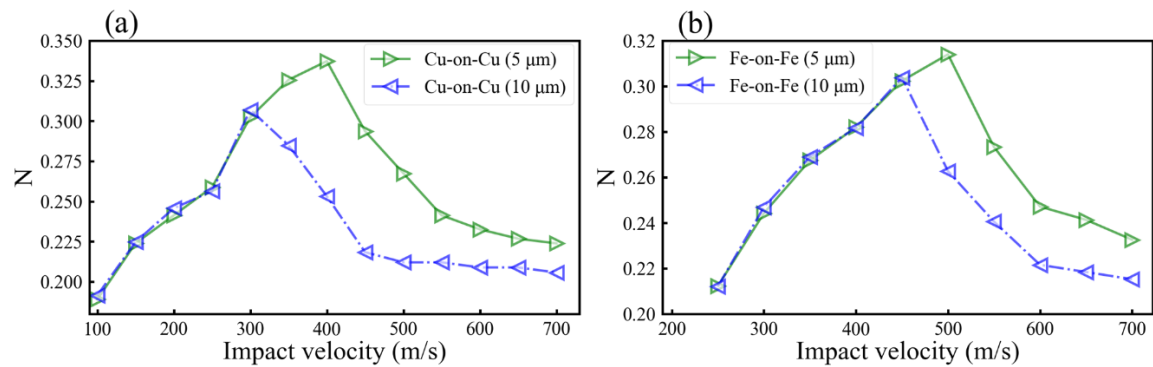 (a)
0.350
0.325
0.300
0.275
0.250
0.225
0.200
N
Cu-on-Cu (5 μm)
Cu-on-Cu (10 μm)
100 200 300 400 500 600 700
Impact velocity (m/s)
(b)
0.32
0.30
0.28
0.26
0.24
0.22
0.20
N
Fe-on-Fe (5 μm)
Fe-on-Fe (10 μm)
200 300 400 500 600 700
Impact velocity (m/s)